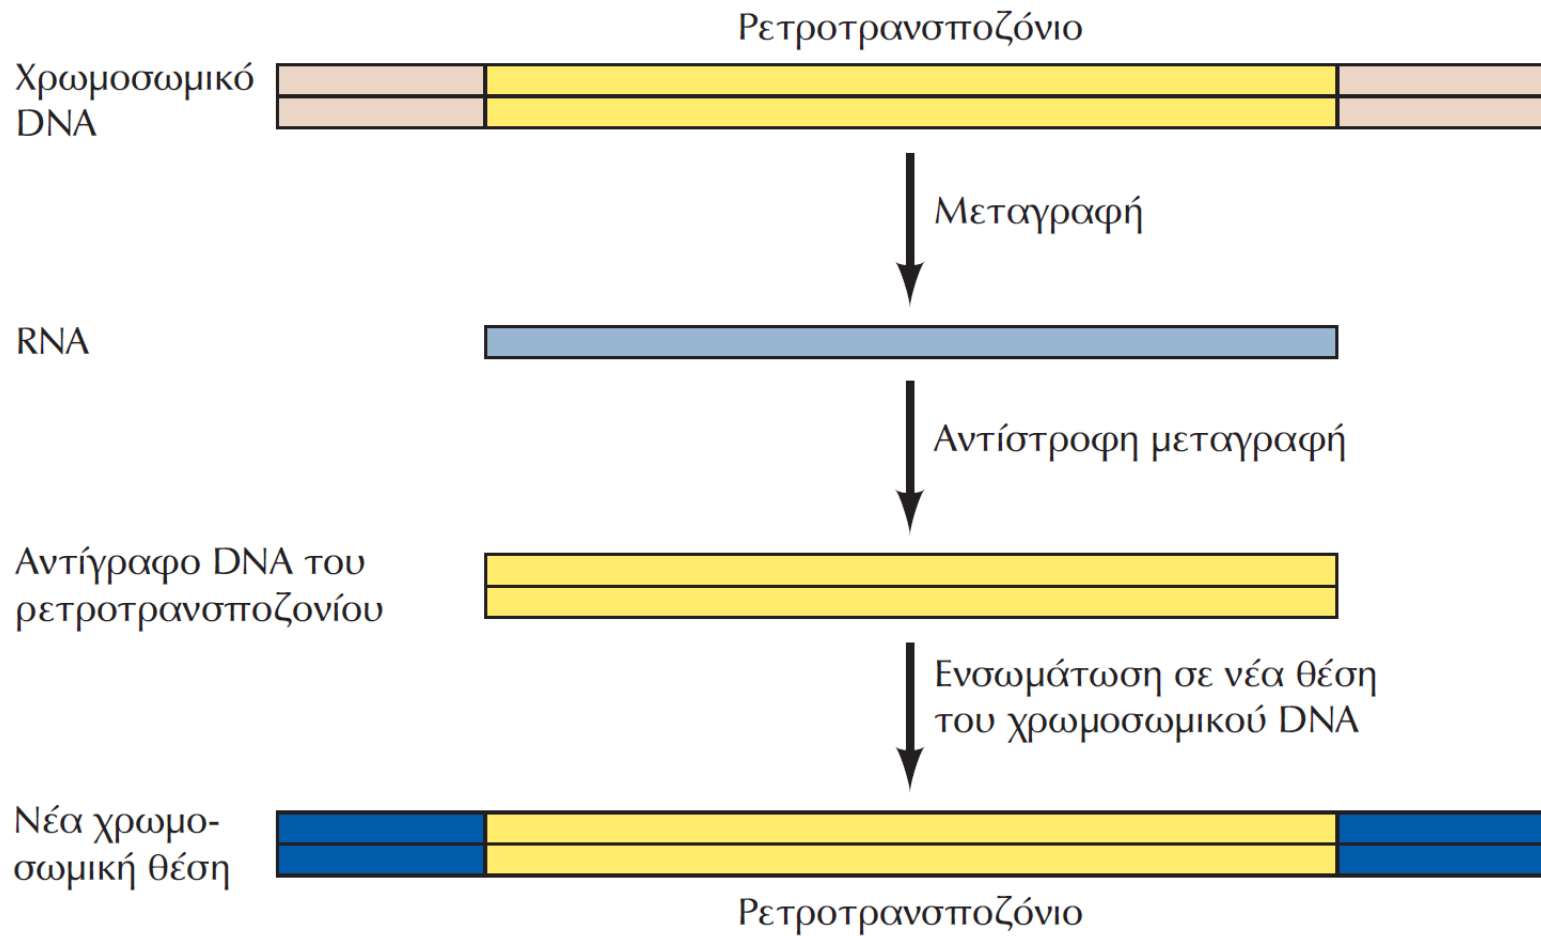 Ρετροτρανσποζόνιο
Χρωμοσωμικό
DNA
Μεταγραφή
RNA
Αντίστροφη μεταγραφή
Αντίγραφο DNA του
ρετροτρανσποζονίου
Ενσωμάτωση σε νέα θέση
του χρωμοσωμικού DNA
Νέα χρωμο-
σωμική θέση
Ρετροτρανσποζόνιο